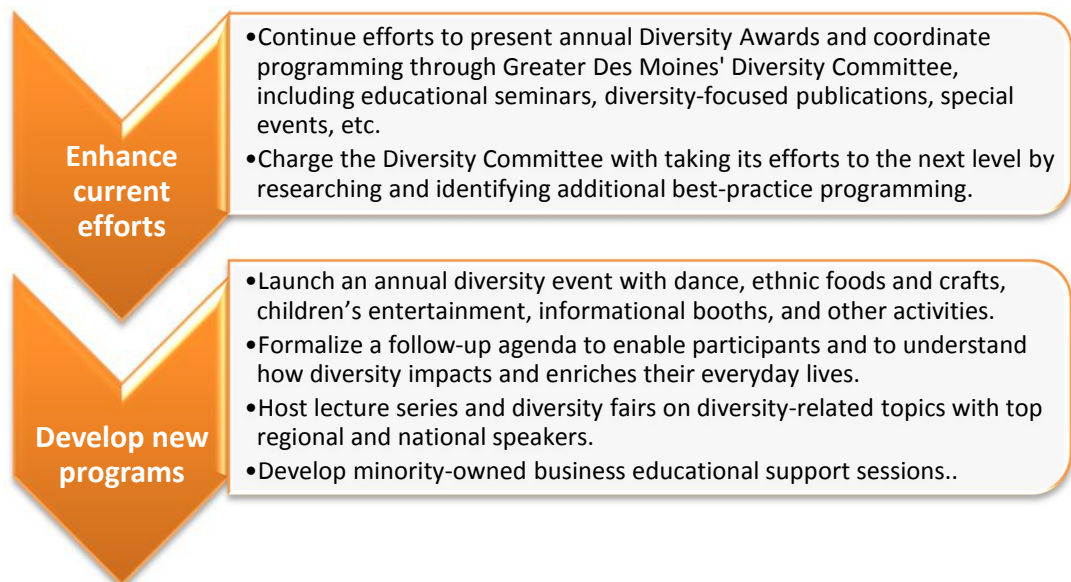 Enhance
current
efforts
•Continue efforts to present annual Diversity Awards and coordinate
programming through Greater Des Moines' Diversity Committee,
including educational seminars, diversity-focused publications, special
events, etc.
•Charge the Diversity Committee with taking its efforts to the next level by
researching and identifying additional best-practice programming.
Develop new
programs
•Launch an annual diversity event with dance, ethnic foods and crafts,
children’s entertainment, informational booths, and other activities.
•Formalize a follow-up agenda to enable participants and to understand
how diversity impacts and enriches their everyday lives.
•Host lecture series and diversity fairs on diversity-related topics with top
regional and national speakers.
•Develop minority-owned business educational support sessions..